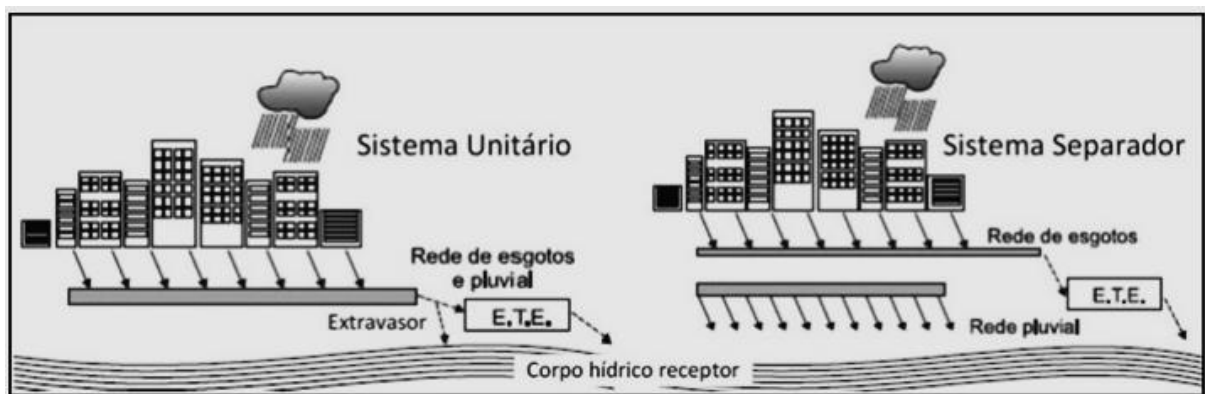 Sistema Unitário
Rede de esgotos
e pluvial
Extravasor
E.T.E.
Sistema Separador
Rede de esgotos
E.T.E.
Rede pluvial
Corpo hídrico receptor